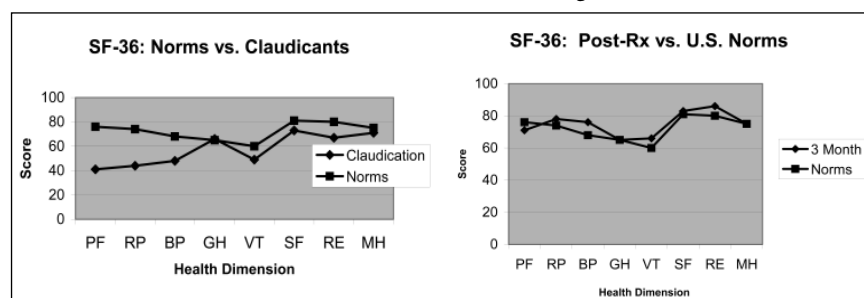 SF-36: Norms vs. Claudicants
100
80
60
40
20
0
Score
PF RP BP GH VT SF RE MH
Health Dimension
Claudication
Norms
SF-36: Post-Rx vs. U.S. Norms
100
80
60
40
20
0
Score
PF RP BP GH VT SF RE MH
Health Dimension
3 Month
Norms